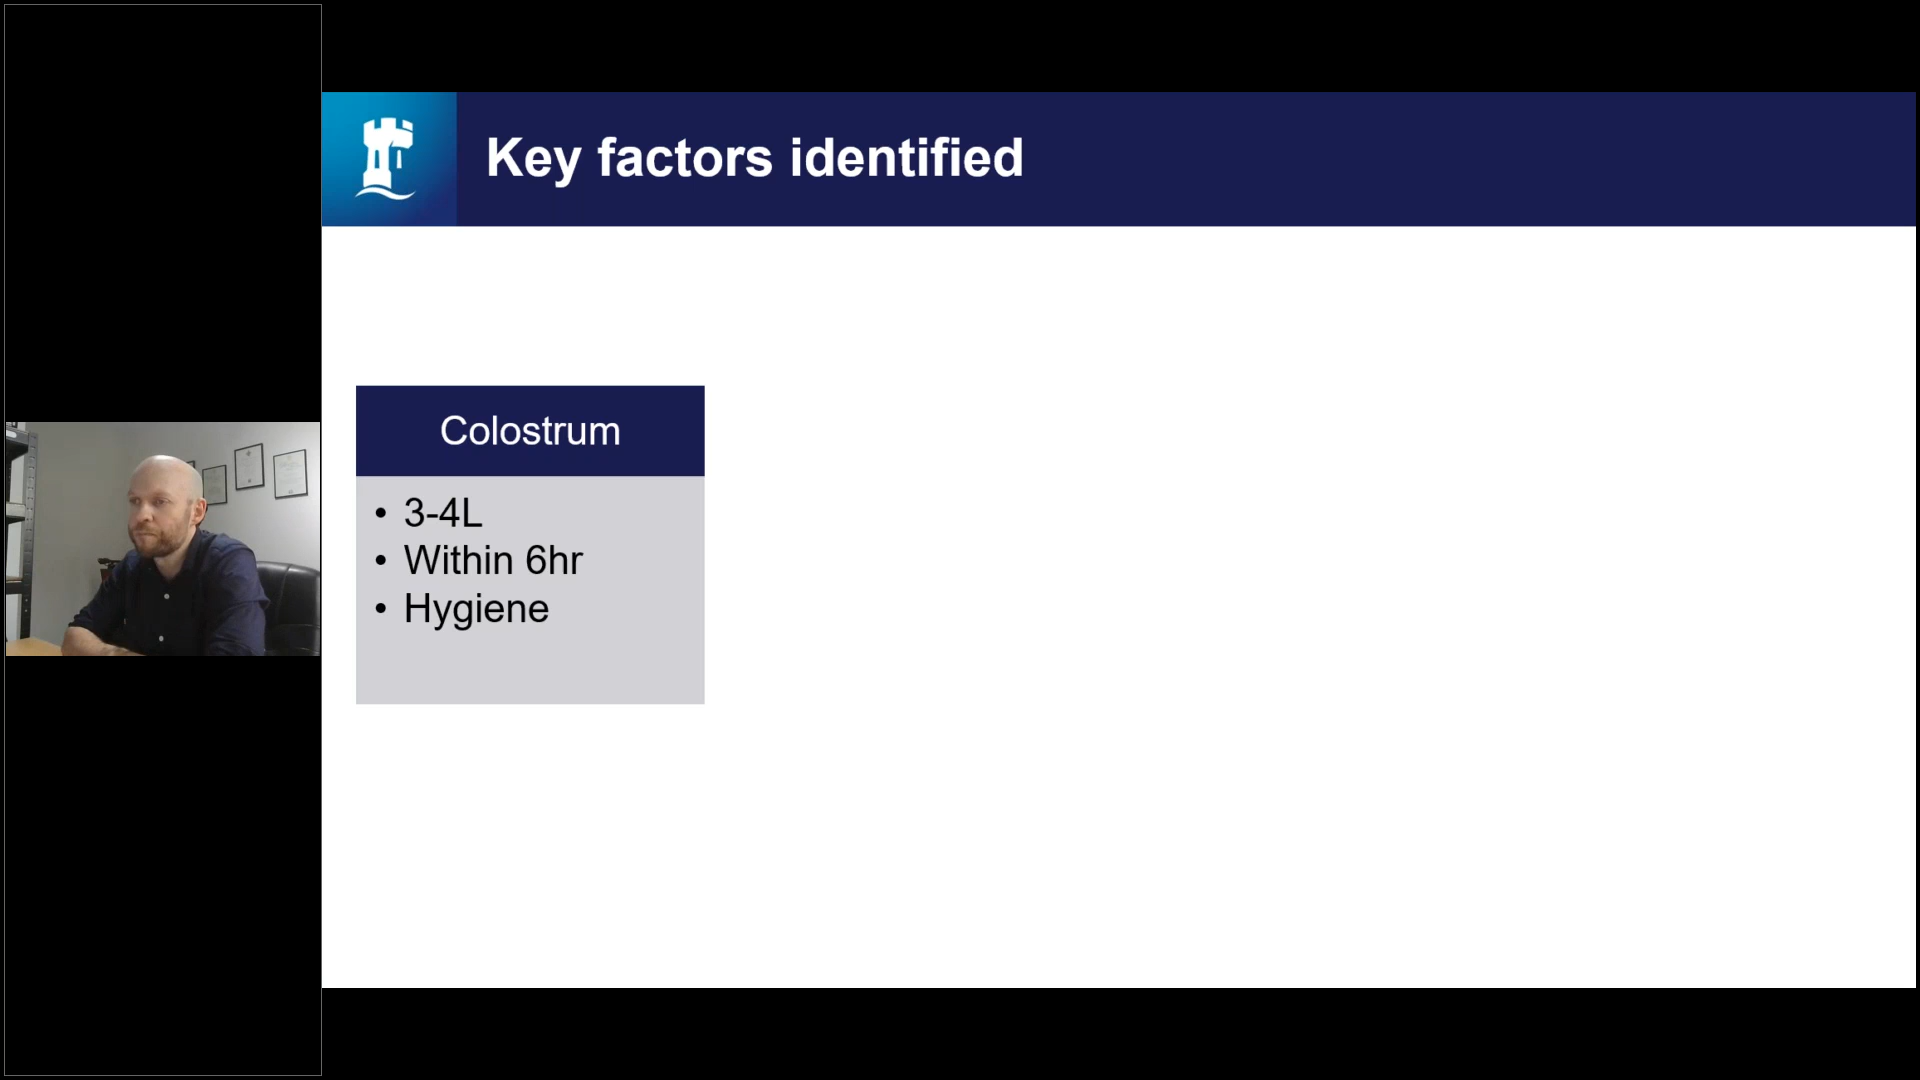 Key factors identified
Colostrum
• 3-4L
• Within 6hr
• Hygiene